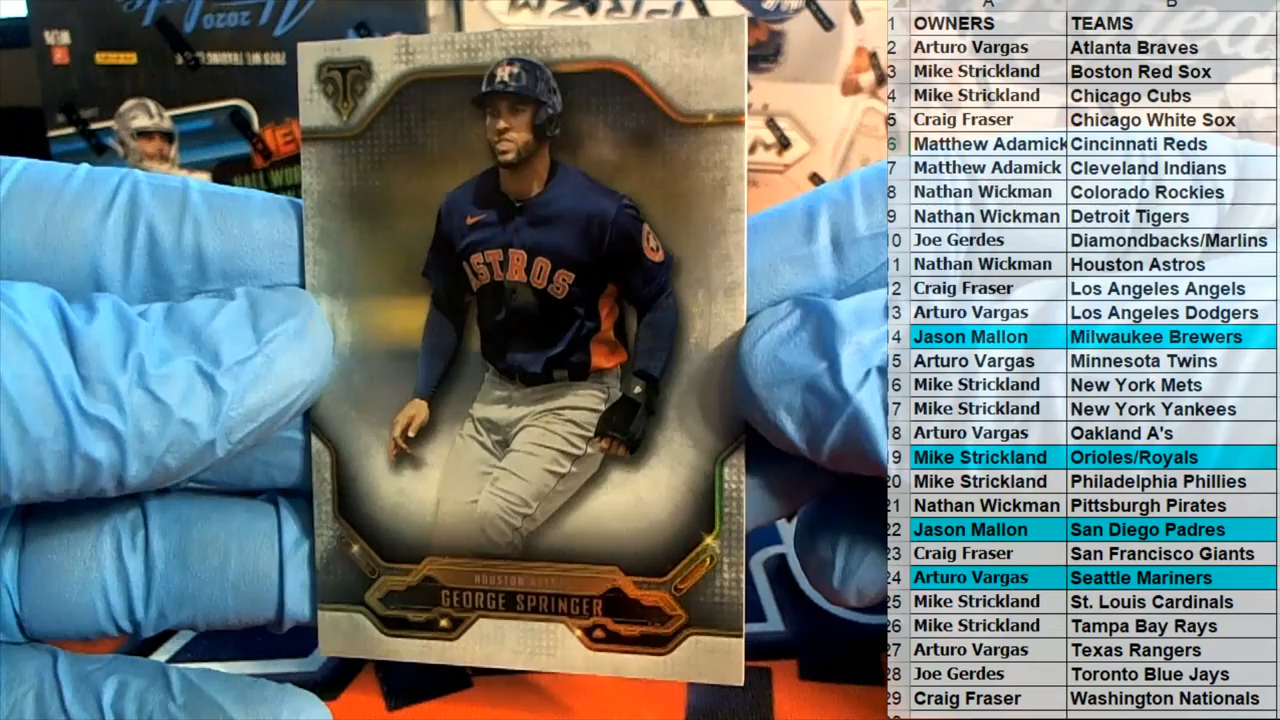 2020
PRIZM
ASTROS
HOUSTON
GEORGE SPRINGER
A B
1 OWNERS TEAMS
2 Arturo Vargas Atlanta Braves
3 Mike Strickland Boston Red Sox
4 Mike Strickland Chicago Cubs
5 Craig Fraser Chicago White Sox
6 Matthew Adamick Cincinnati Reds
7 Matthew Adamick Cleveland Indians
8 Nathan Wickman Colorado Rockies
9 Nathan Wickman Detroit Tigers
10 Joe Gerdes Diamondbacks/Marlins
11 Nathan Wickman Houston Astros
12 Craig Fraser Los Angeles Angels
13 Arturo Vargas Los Angeles Dodgers
14 Jason Mallon Milwaukee Brewers
15 Arturo Vargas Minnesota Twins
16 Mike Strickland New York Mets
17 Mike Strickland New York Yankees
18 Arturo Vargas Oakland A's
19 Mike Strickland Orioles/Royals
20 Mike Strickland Philadelphia Phillies
21 Nathan Wickman Pittsburgh Pirates
22 Jason Mallon San Diego Padres
23 Craig Fraser San Francisco Giants
24 Arturo Vargas Seattle Mariners
25 Mike Strickland St. Louis Cardinals
26 Mike Strickland Tampa Bay Rays
27 Arturo Vargas Texas Rangers
28 Joe Gerdes Toronto Blue Jays
29 Craig Fraser Washington Nationals